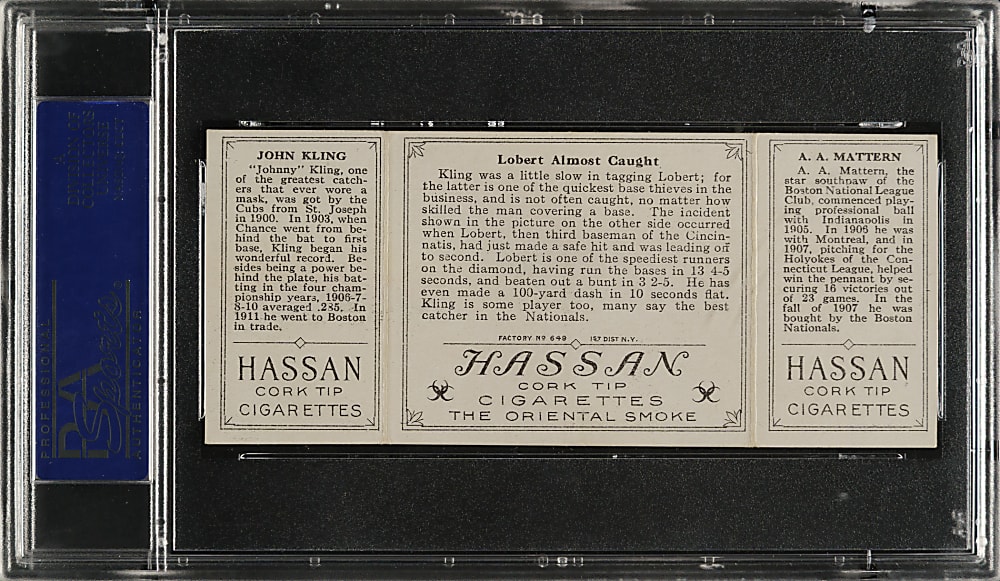 JOHN KLING
"Johnny" Kling, one
of the greatest catch-
ers that ever wore a
mask, was got by the
Cubs from St. Joseph
in 1900. In 1903, when
Chance went from be-
hind the bat to first
base, Kling began his
wonderful record. Be-
sides being a power be-
hind the plate, his bat-
ting in the four cham-
pionship years, 1906-7-
8-10 averaged .235. In
1911 he went to Boston
in trade.
HASSAN
CORK TIP
CIGARETTES
Lobert Almost Caught
Kling was a little slow in tagging Lobert; for
the latter is one of the quickest base thieves in the
business, and is not often caught, no matter how
skilled the man covering a base. The incident
shown in the picture on the other side occurred
when Lobert, then third baseman of the Cincin-
natis, had just made a safe hit and was leading off
to second. Lobert is one of the speediest runners
on the diamond, having run the bases in 13 4-5
seconds, and beaten out a bunt in 3 2-5. He has
even made a 100-yard dash in 10 seconds flat.
Kling is some player too, many say the best
catcher in the Nationals.
FACTORY Nº 649 1ST DIST N.Y.
HASSAN
CORK TIP
CIGARETTES
THE ORIENTAL SMOKE
A. A. MATTERN
A. A. Mattern, the
star southpaw of the
Boston National League
Club, commenced play-
ing professional ball
with Indianapolis in
1905. In 1906 he was
with Montreal, and in
1907, pitching for the
Holyokes of the Con-
necticut League, helped
win the pennant by se-
curing 16 victories out
of 23 games. In the
fall of 1907 he was
bought by the Boston
Nationals.
HASSAN
CORK TIP
CIGARETTES
PROFESSIONAL
PSA
Sports
AUTHENTICATOR
A
DIVISION OF
COLLECTORS
UNIVERSE